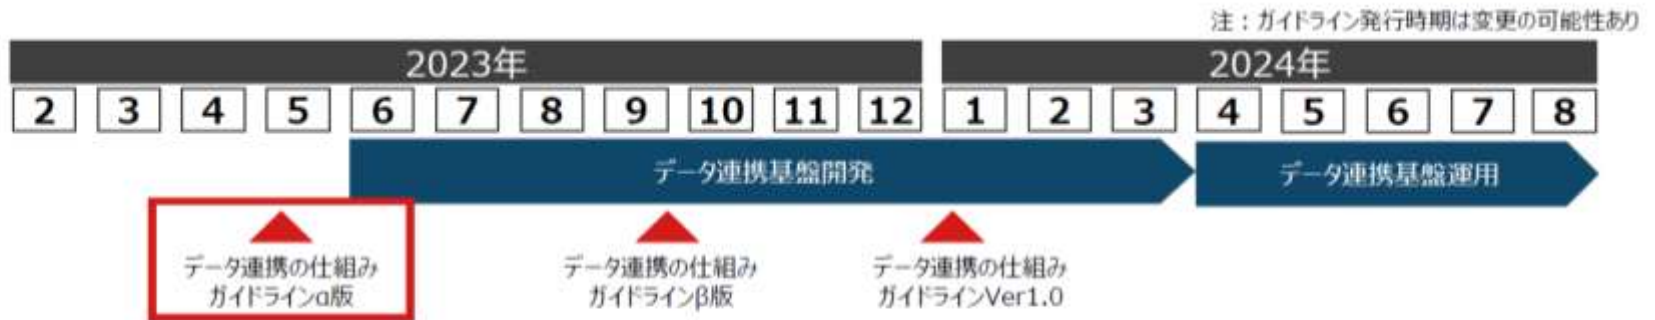 注：ガイドライン発行時期は変更の可能性あり
2023年 2024年
2 3 4 5 6 7 8 9 10 11 12 1 2 3 4 5 6 7 8
データ連携基盤開発 データ連携基盤運用
データ連携の仕組み
ガイドラインα版
データ連携の仕組み
ガイドラインβ版
データ連携の仕組み
ガイドラインVer1.0